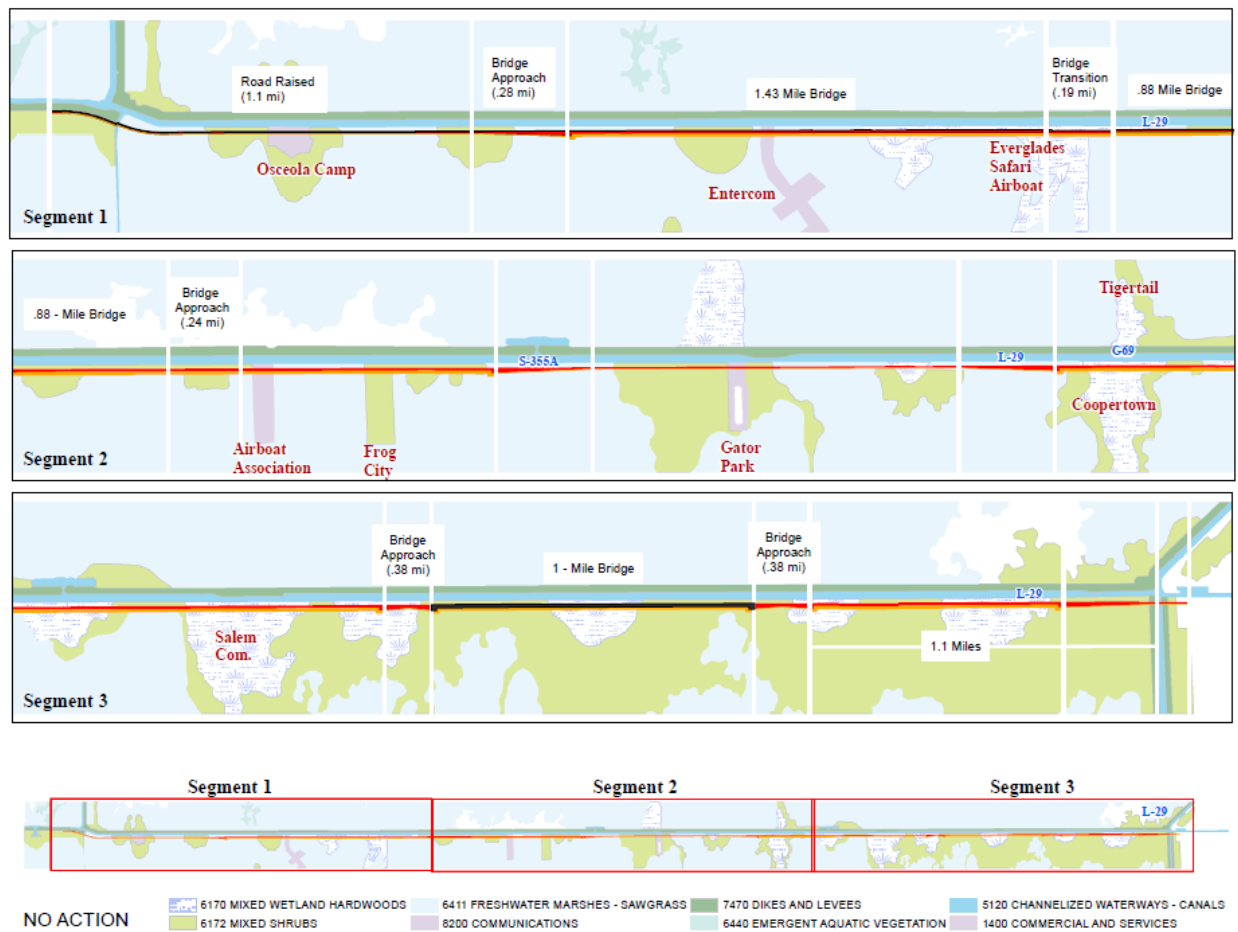 Road Raised
(1.1 mi)
Bridge
Approach
(.28 mi)
1.43 Mile Bridge
Bridge
Transition
(.19 mi)
.88 Mile Bridge
L-29
Osceola Camp
Entercom
Everglades
Safari
Airboat
Segment 1
.88 - Mile Bridge
Bridge
Approach
(.24 mi)
Tigertail
S-355A
L-29
G69
Airboat
Association
Frog
City
Gator
Park
Coopertown
Segment 2
Bridge
Approach
(.38 mi)
1 - Mile Bridge
Bridge
Approach
(.38 mi)
L-29
Salem
Com.
1.1 Miles
Segment 3
Segment 1
Segment 2
Segment 3
L-29
NO ACTION
6170 MIXED WETLAND HARDWOODS
6411 FRESHWATER MARSHES - SAWGRASS
7470 DIKES AND LEVEES
5120 CHANNELIZED WATERWAYS - CANALS
6172 MIXED SHRUBS
8200 COMMUNICATIONS
6440 EMERGENT AQUATIC VEGETATION
1400 COMMERCIAL AND SERVICES